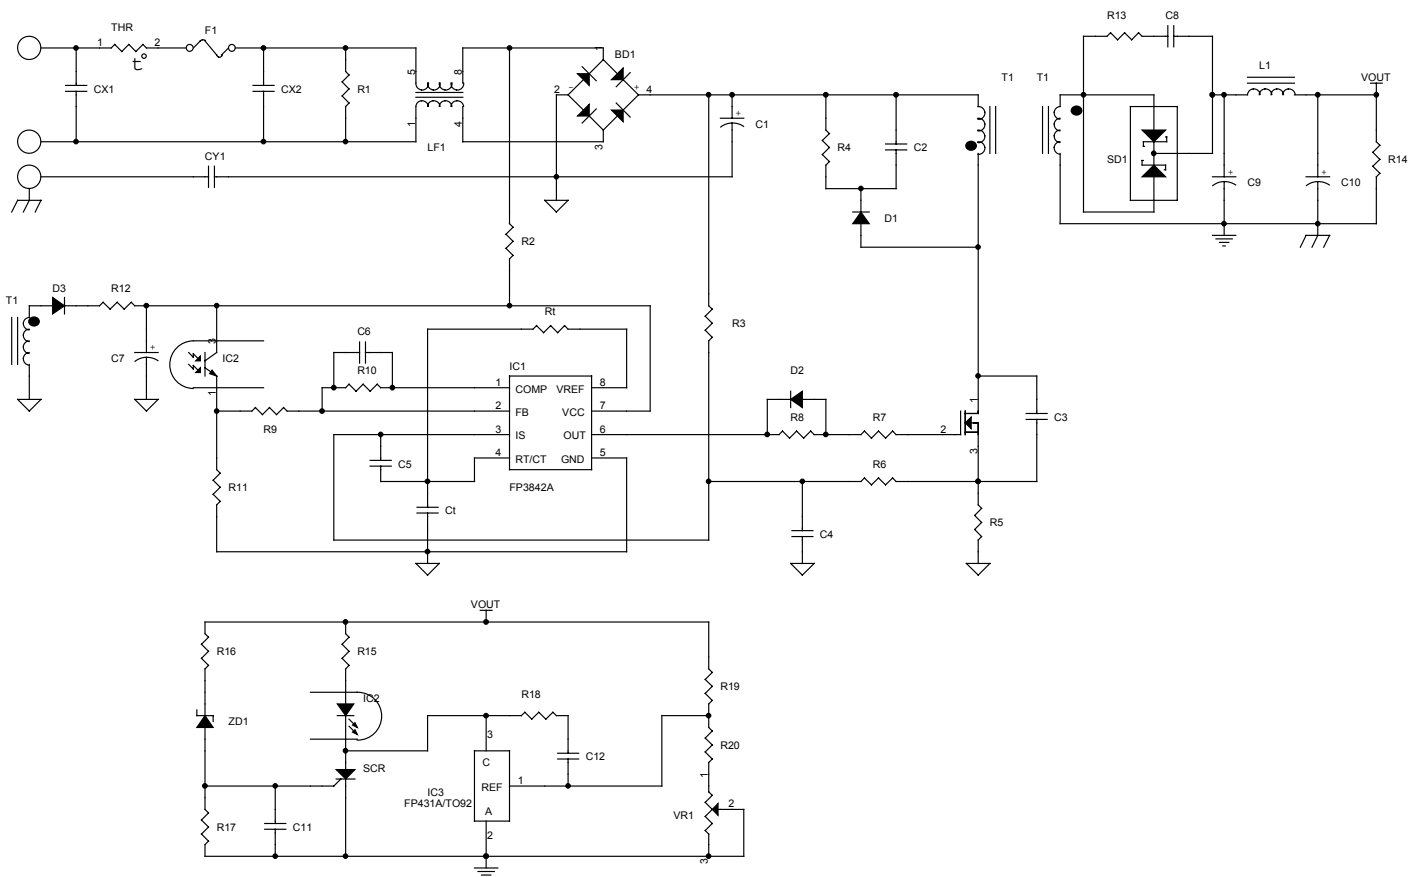 THR
F1
1
2
CX1
CX2
R1
5
8
1
4
LF1
BD1
1
2
-
+
4
3
CY1
C1
R4
C2
D1
T1
T1
R13
C8
L1
VOUT
SD1
C9
C10
R14
R2
R3
T1
D3
R12
C7
3
IC2
1
C6
R10
R9
R11
Rt
IC1
1
COMP
VREF
8
2
FB
VCC
7
3
IS
OUT
6
4
RT/CT
GND
5
FP3842A
C5
Ct
D2
R8
R7
1
2
3
C3
R6
C4
R5
VOUT
R16
R15
IC2
ZD1
SCR
R17
C11
R18
3
C
REF
A
1
2
IC3
FP431A/TO92
C12
R19
R20
1
2
VR1
3